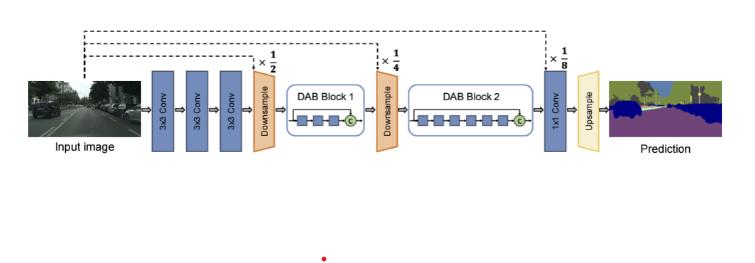 × 1/2
× 1/4
× 1/8
3x3 Conv
3x3 Conv
3x3 Conv
Downsample
DAB Block 1
C
Downsample
DAB Block 2
C
1x1 Conv
Upsample
Input image
Prediction